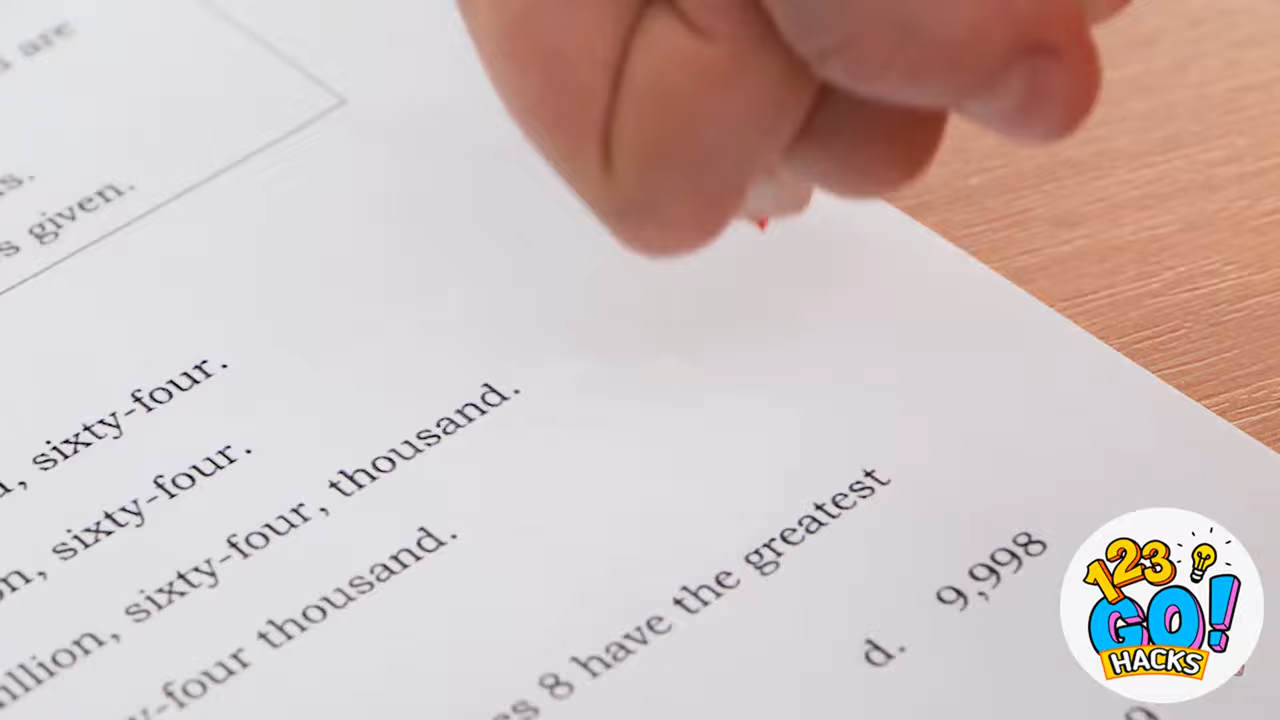 are
given.
, sixty-four.
, sixty-four.
million, sixty-four, thousand.
-four thousand.
8 have the greatest
d. 9,998
123
GO!
HACKS